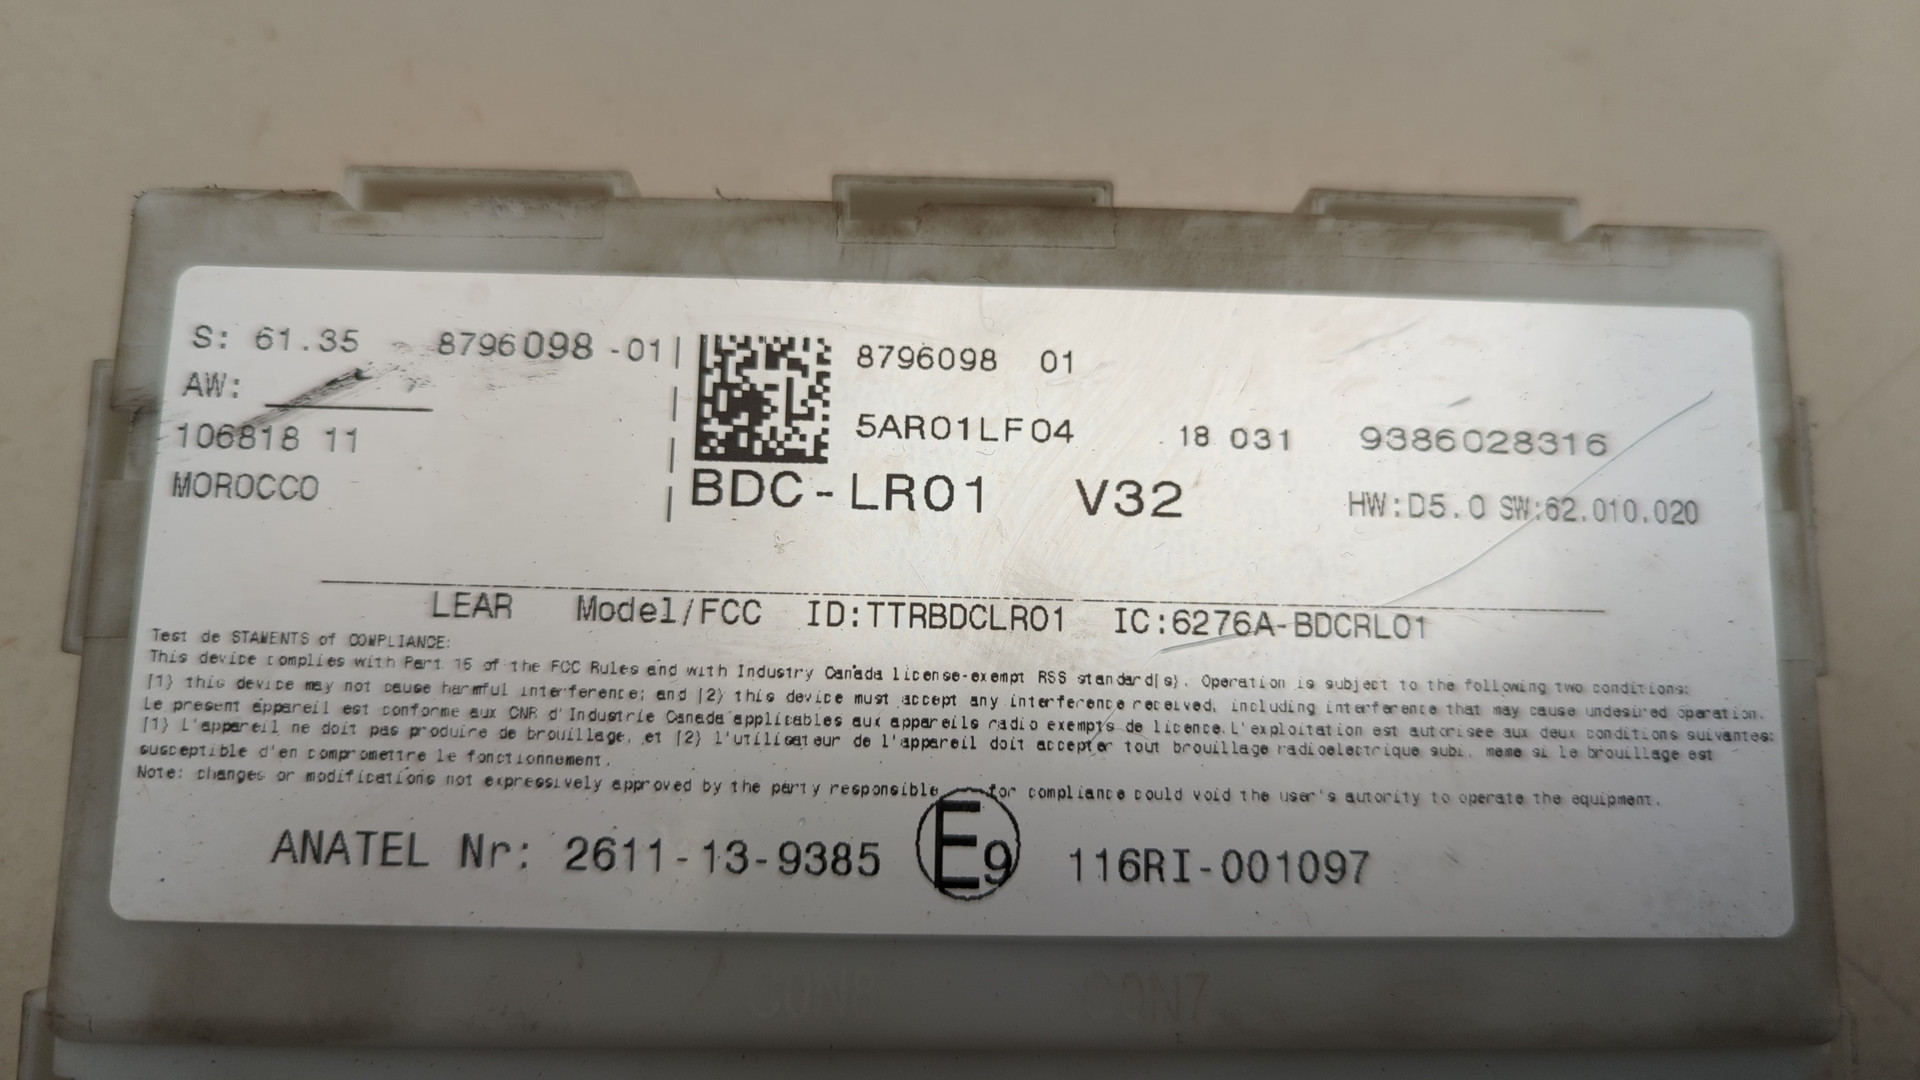 S: 61.35 8796098 -01
AW:
106818 11
MOROCCO
8796098 01
5AR01LF04 18 031 9386028316
BDC-LR01 V32 HW:D5.0 SW:62.010.020
LEAR Model/FCC ID:TTRBDCLR01 IC:6276A-BDCRL01
Test de STAMENTS of COMPLIANCE:
This device complies with Part 15 of the FCC Rules and with Industry Canada license-exempt RSS standard(s). Operation is subject to the following two conditions:
(1) this device may not cause harmful interference; and (2) this device must accept any interference received, including interference that may cause undesired operation.
Le present appareil est conforme aux CNR d'Industrie Canada applicables aux appareils radio exempts de licence.L'exploitation est autorisee aux deux conditions suivantes:
(1) L'appareil ne doit pas produire de brouillage, et (2) l'utilisateur de l'appareil doit accepter tout brouillage radioelectrique subi, meme si le brouillage est
susceptible d'en compromettre le fonctionnement.
Note: changes or modifications not expressively approved by the party responsible for compliance could void the user's autority to operate the equipment.
ANATEL Nr: 2611-13-9385 E9 116RI-001097
CON7